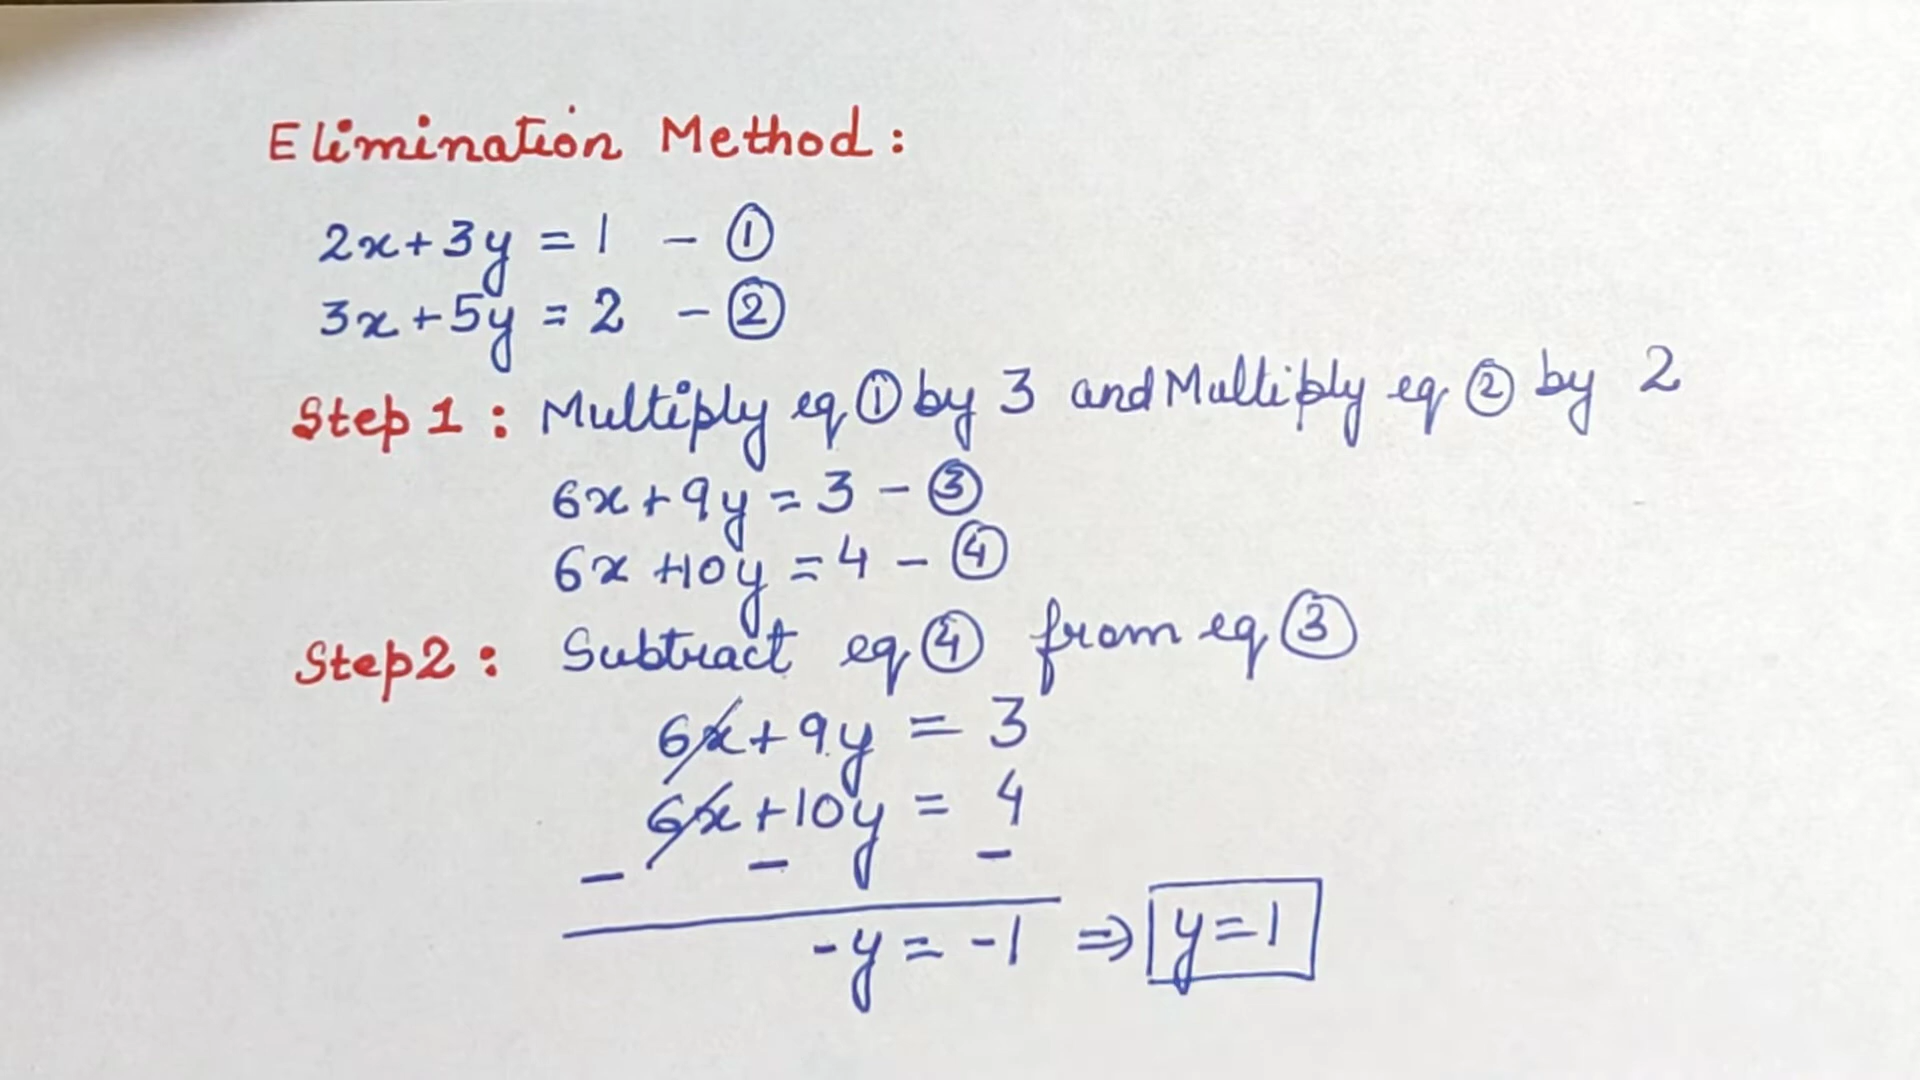 Elimination Method:
2x+3y = 1 - ①
3x+5y = 2 - ②
Step 1: Multiply eq ① by 3 and Multiply eq ② by 2
6x+9y = 3 - ③
6x+10y = 4 - ④
Step 2: Subtract eq ④ from eq ③
6x+9y = 3
6x+10y = 4
- - -
-y = -1 ⇒ y=1